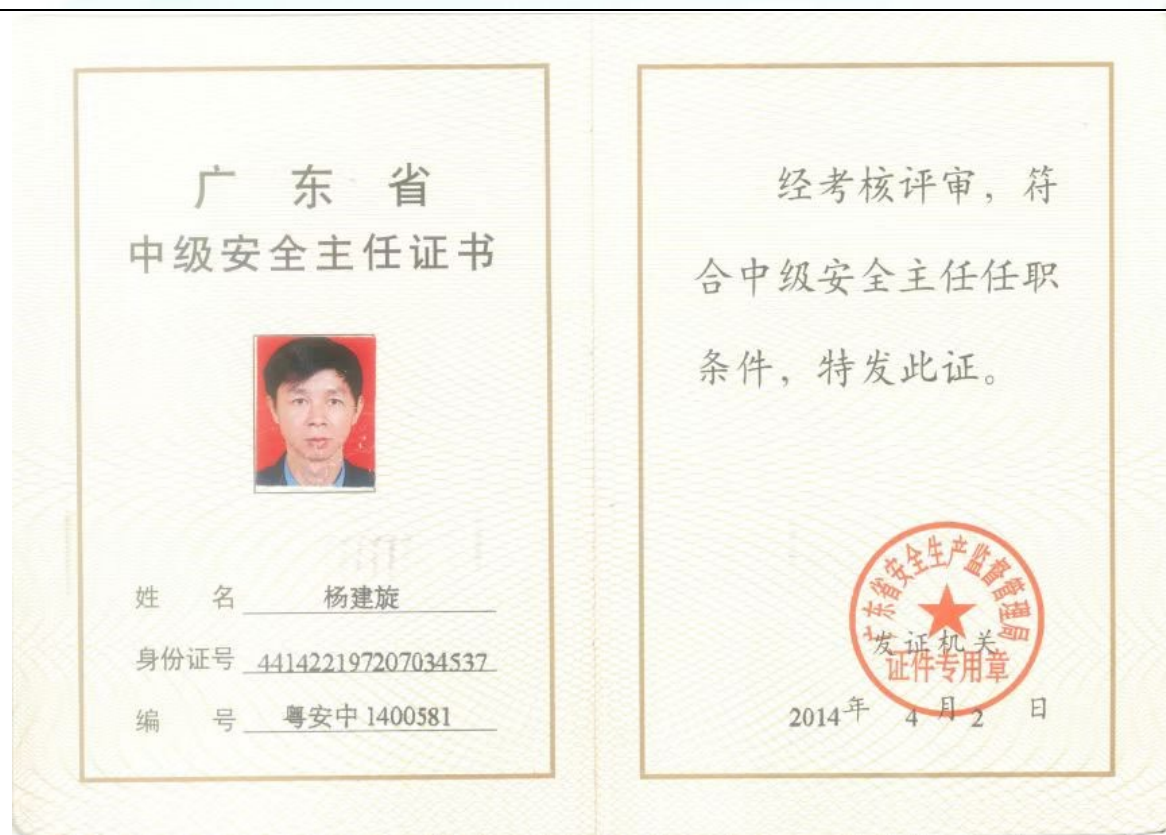 广东省
中级安全主任证书
姓名 杨建旋
身份证号 441422197207034537
编号 粤安中1400581
经考核评审，符
合中级安全主任任职
条件，特发此证。
广东省安全生产监督管理局
发证机关
证件专用章
2014年 4月2日